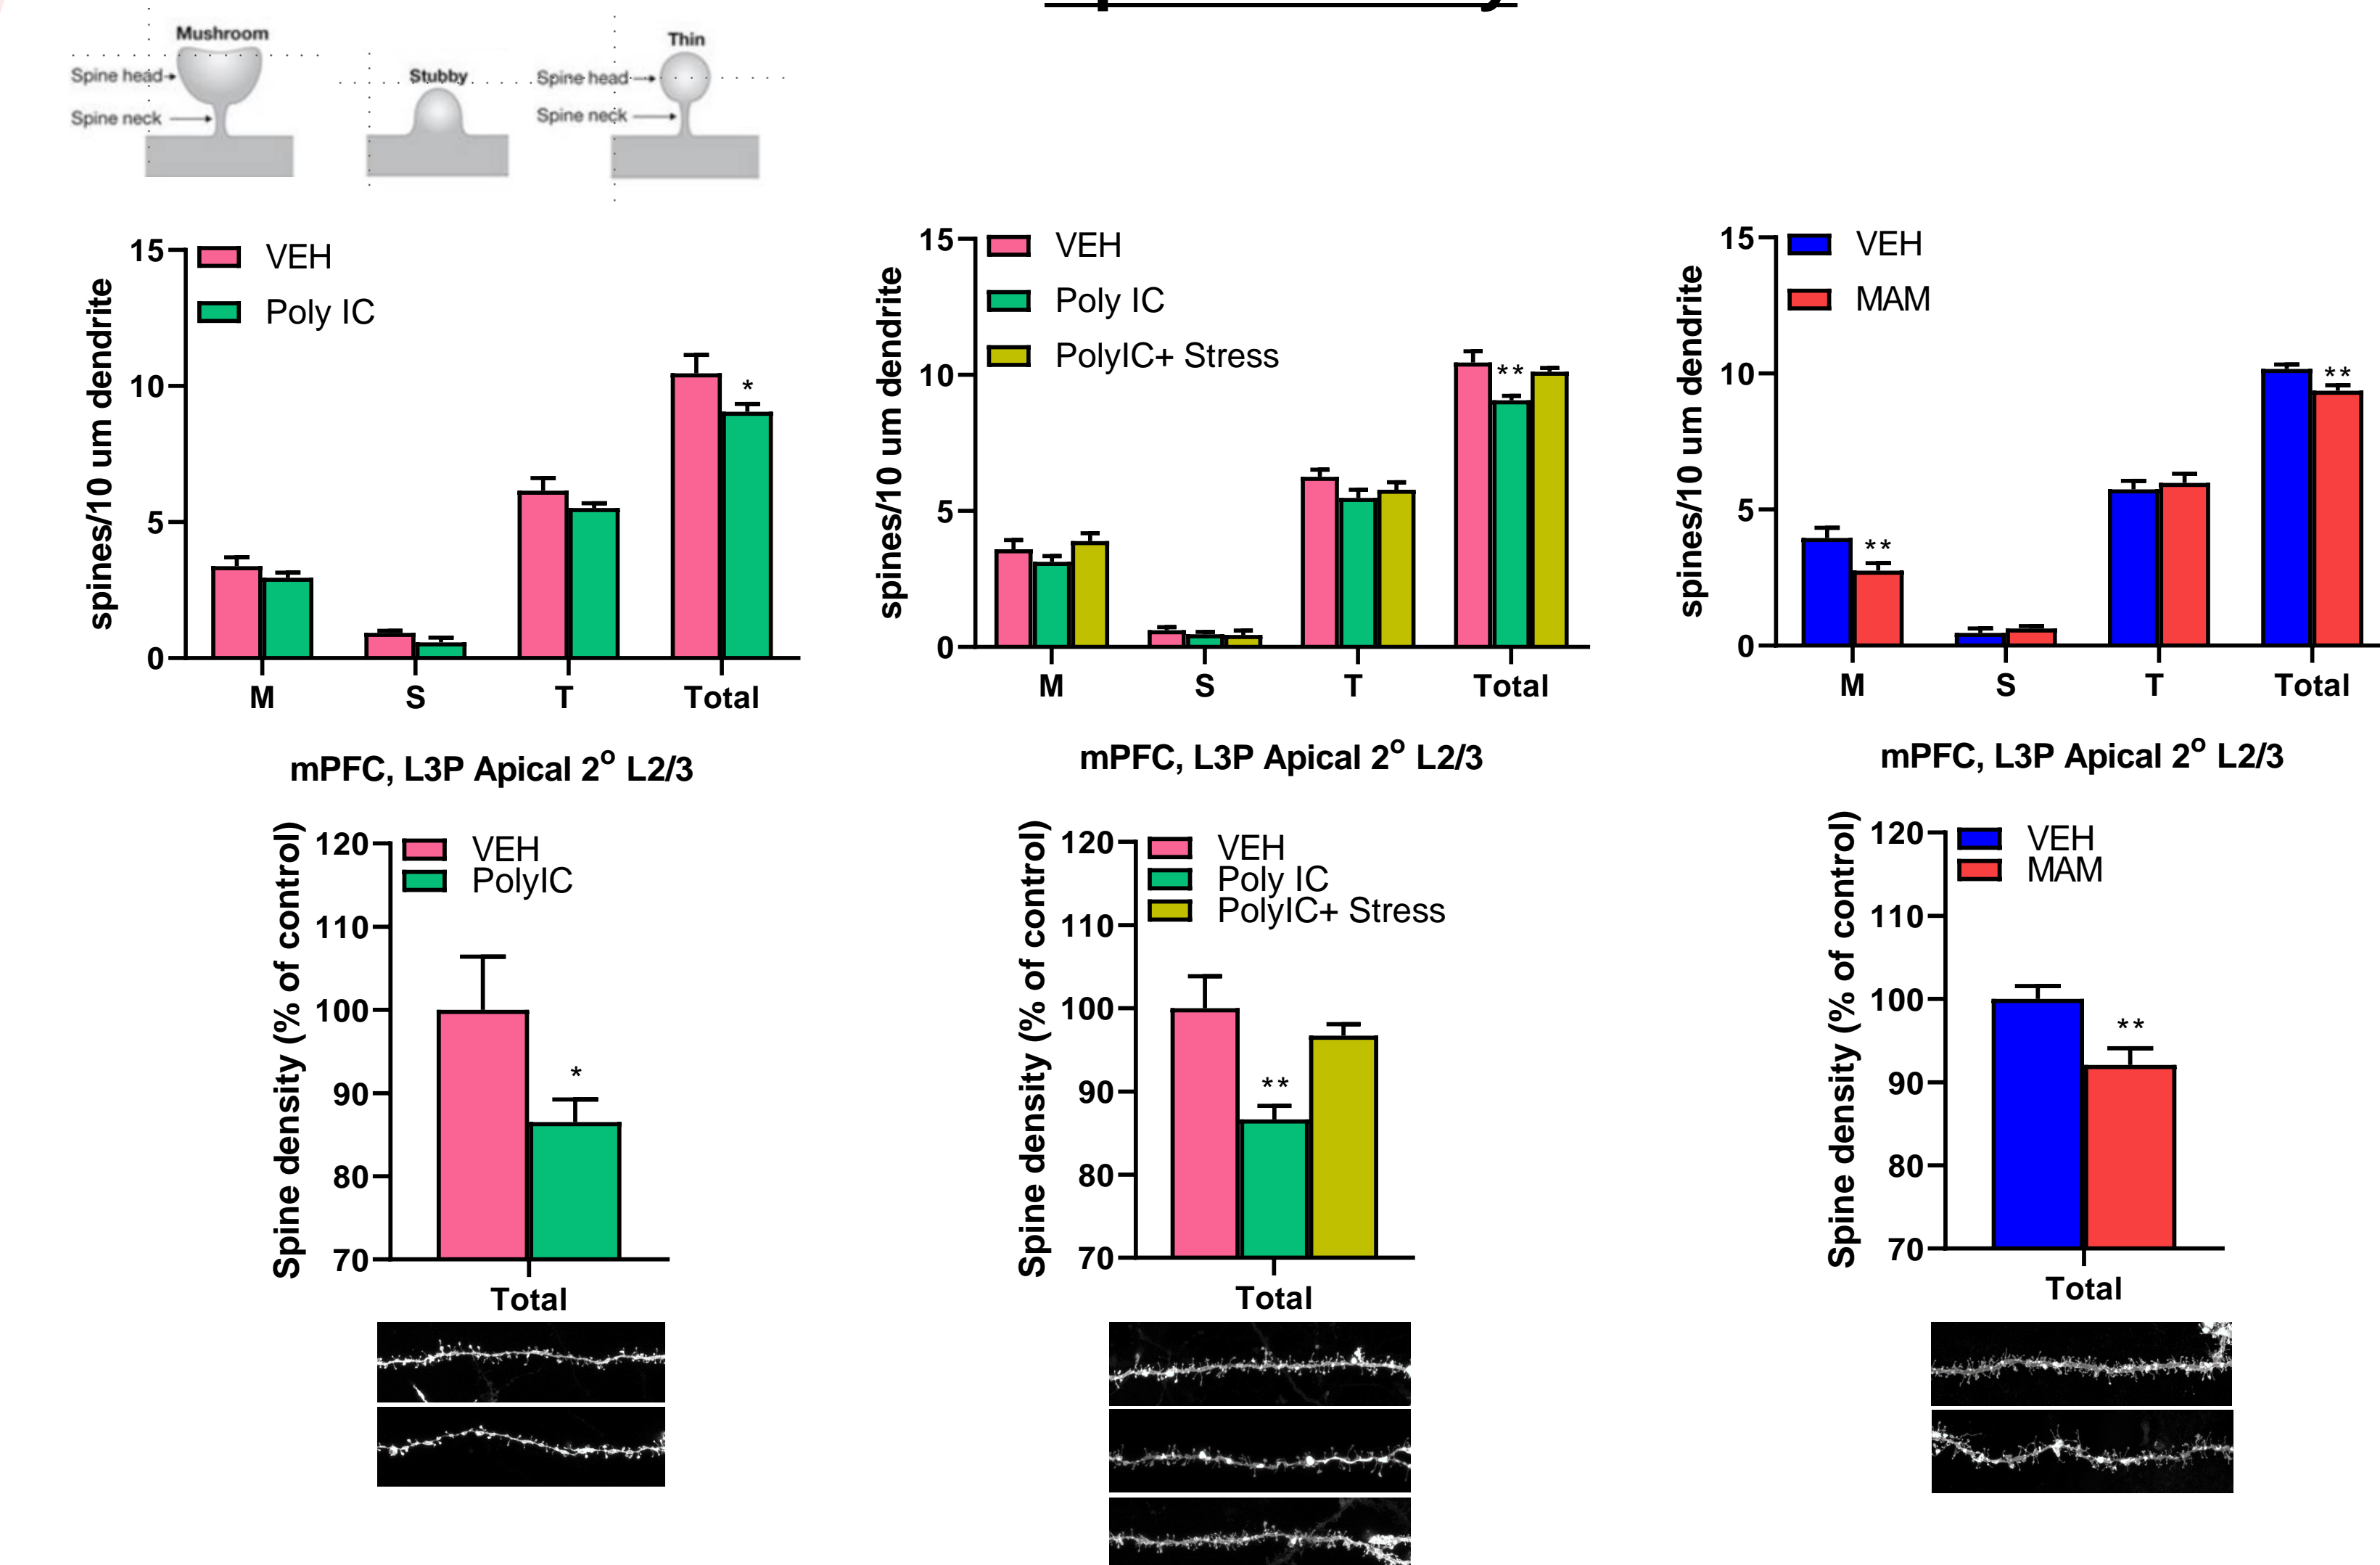 Mushroom
Spine head
Spine neck
Stubby
Thin
Spine head
Spine neck
15
10
5
0
spines/10 um dendrite
VEH
Poly IC
*
M
S
T
Total
mPFC, L3P Apical 2º L2/3
15
10
5
0
spines/10 um dendrite
VEH
Poly IC
PolyIC+ Stress
**
M
S
T
Total
mPFC, L3P Apical 2º L2/3
15
10
5
0
spines/10 um dendrite
VEH
MAM
**
**
M
S
T
Total
mPFC, L3P Apical 2º L2/3
120
110
100
90
80
70
Spine density (% of control)
VEH
PolyIC
*
Total
120
110
100
90
80
70
Spine density (% of control)
VEH
Poly IC
PolyIC+ Stress
**
Total
120
110
100
90
80
70
Spine density (% of control)
VEH
MAM
**
Total